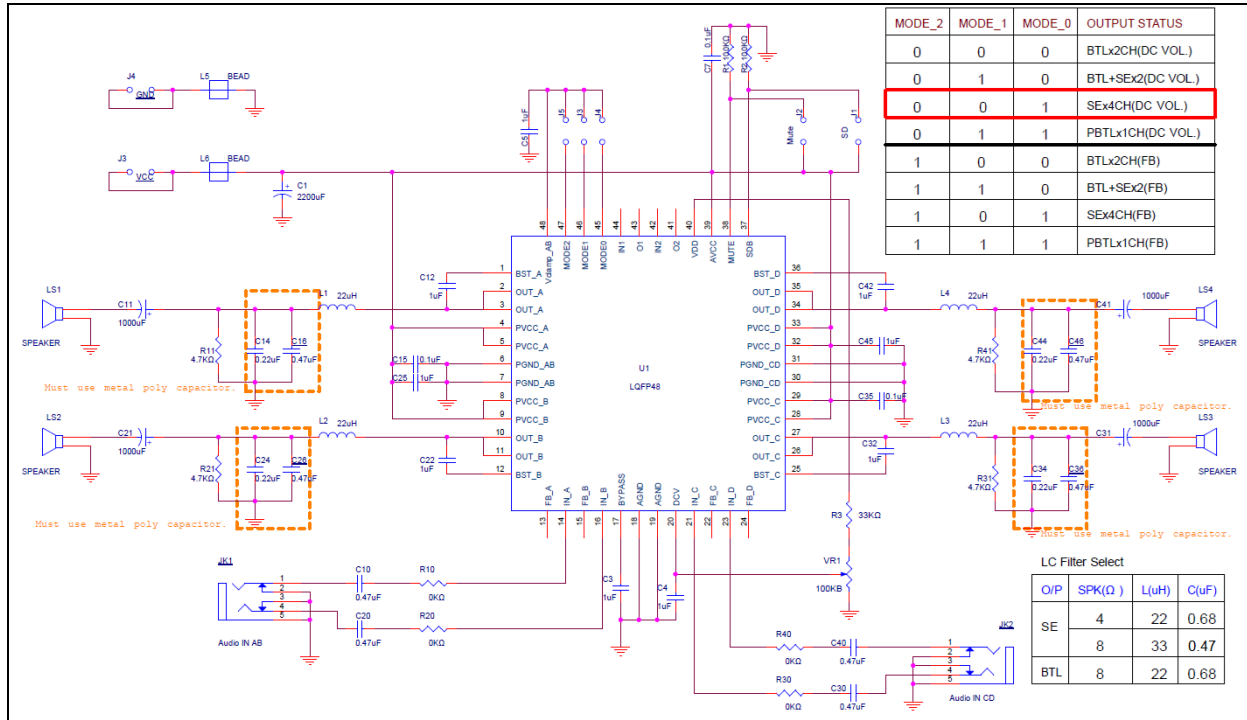 MODE_2 MODE_1 MODE_0 OUTPUT STATUS
0 0 0 BTLx2CH(DC VOL.)
0 1 0 BTL+SEx2(DC VOL.)
0 0 1 SEx4CH(DC VOL.)
0 1 1 PBTLx1CH(DC VOL.)
1 0 0 BTLx2CH(FB)
1 1 0 BTL+SEx2(FB)
1 0 1 SEx4CH(FB)
1 1 1 PBTLx1CH(FB)
J4
GND
L5
BEAD
J3
VCC
L6
BEAD
C1
2200uF
C5
1uF
J5
J3
J4
C7
0.1uF
R1 100KΩ
R2 100KΩ
J2
Mute
J1
SD
48 47 46 45 44 43 42 41 40 39 38 37
Vdamp_AB MODE2 MODE1 MODE0 IN1 O1 IN2 O2 VDD AVCC MUTE SDB
1 BST_A
2 OUT_A
3 OUT_A
4 PVCC_A
5 PVCC_A
6 PGND_AB
7 PGND_AB
8 PVCC_B
9 PVCC_B
10 OUT_B
11 OUT_B
12 BST_B
U1
LQFP48
BST_D 36
OUT_D 35
OUT_D 34
PVCC_D 33
PVCC_D 32
PGND_CD 31
PGND_CD 30
PVCC_C 29
PVCC_C 28
OUT_C 27
OUT_C 26
BST_C 25
FB_A IN_A FB_B IN_B BYPASS AGND AGND DCV IN_C FB_C IN_D FB_D
13 14 15 16 17 18 19 20 21 22 23 24
LS1
SPEAKER
C11
1000uF
R11
4.7KΩ
C14
0.22uF
C16
0.47uF
L1
22uH
C12
1uF
Must use metal poly capacitor.
C15
0.1uF
C25
1uF
LS2
SPEAKER
C21
1000uF
R21
4.7KΩ
C24
0.22uF
C26
0.47uF
L2
22uH
C22
1uF
Must use metal poly capacitor.
C42
1uF
L4
22uH
R41
4.7KΩ
C44
0.22uF
C46
0.47uF
C41
1000uF
LS4
SPEAKER
Must use metal poly capacitor.
C45
1uF
C35
0.1uF
C32
1uF
L3
22uH
R31
4.7KΩ
C34
0.22uF
C36
0.47uF
C31
1000uF
LS3
SPEAKER
Must use metal poly capacitor.
R3
33KΩ
VR1
100KB
C3
1uF
C4
1uF
JK1
1
2
3
4
5
Audio IN AB
C10
0.47uF
R10
0KΩ
C20
0.47uF
R20
0KΩ
R40
0KΩ
C40
0.47uF
R30
0KΩ
C30
0.47uF
JK2
1
2
3
4
5
Audio IN CD
LC Filter Select
O/P SPK(Ω ) L(uH) C(uF)
SE 4 22 0.68
8 33 0.47
BTL 8 22 0.68